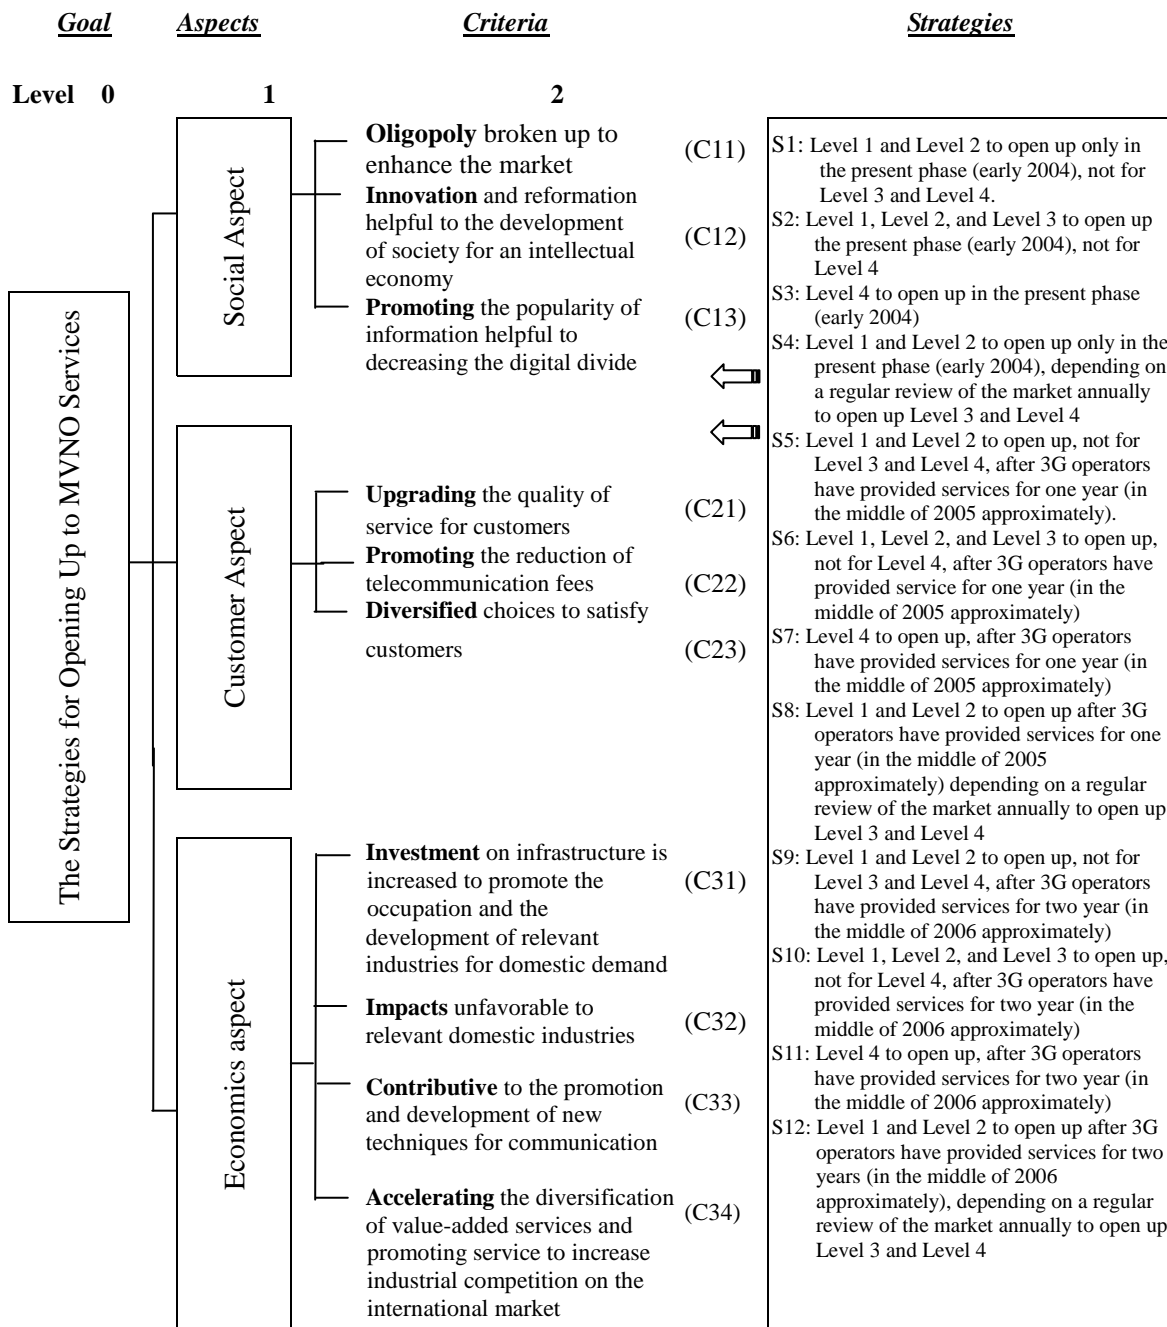 Goal Aspects Criteria Strategies
Level 0 1 2
The Strategies for Opening Up to MVNO Services
Social Aspect
Oligopoly broken up to
enhance the market
(C11)
Innovation and reformation
helpful to the development
of society for an intellectual
economy
(C12)
Promoting the popularity of
information helpful to
decreasing the digital divide
(C13)
Customer Aspect
Upgrading the quality of
service for customers
(C21)
Promoting the reduction of
telecommunication fees
(C22)
Diversified choices to satisfy
customers
(C23)
Economics aspect
Investment on infrastructure is
increased to promote the
occupation and the
development of relevant
industries for domestic demand
(C31)
Impacts unfavorable to
relevant domestic industries
(C32)
Contributive to the promotion
and development of new
techniques for communication
(C33)
Accelerating the diversification
of value-added services and
promoting service to increase
industrial competition on the
international market
(C34)
S1: Level 1 and Level 2 to open up only in
the present phase (early 2004), not for
Level 3 and Level 4.
S2: Level 1, Level 2, and Level 3 to open up
the present phase (early 2004), not for
Level 4
S3: Level 4 to open up in the present phase
(early 2004)
S4: Level 1 and Level 2 to open up only in the
present phase (early 2004), depending on
a regular review of the market annually
to open up Level 3 and Level 4
S5: Level 1 and Level 2 to open up, not for
Level 3 and Level 4, after 3G operators
have provided services for one year (in
the middle of 2005 approximately).
S6: Level 1, Level 2, and Level 3 to open up,
not for Level 4, after 3G operators have
provided service for one year (in the
middle of 2005 approximately)
S7: Level 4 to open up, after 3G operators
have provided services for one year (in
the middle of 2005 approximately)
S8: Level 1 and Level 2 to open up after 3G
operators have provided services for one
year (in the middle of 2005
approximately) depending on a regular
review of the market annually to open up
Level 3 and Level 4
S9: Level 1 and Level 2 to open up, not for
Level 3 and Level 4, after 3G operators
have provided services for two year (in
the middle of 2006 approximately)
S10: Level 1, Level 2, and Level 3 to open up,
not for Level 4, after 3G operators have
provided services for two year (in the
middle of 2006 approximately)
S11: Level 4 to open up, after 3G operators
have provided services for two year (in
the middle of 2006 approximately)
S12: Level 1 and Level 2 to open up after 3G
operators have provided services for two
years (in the middle of 2006
approximately), depending on a regular
review of the market annually to open up
Level 3 and Level 4